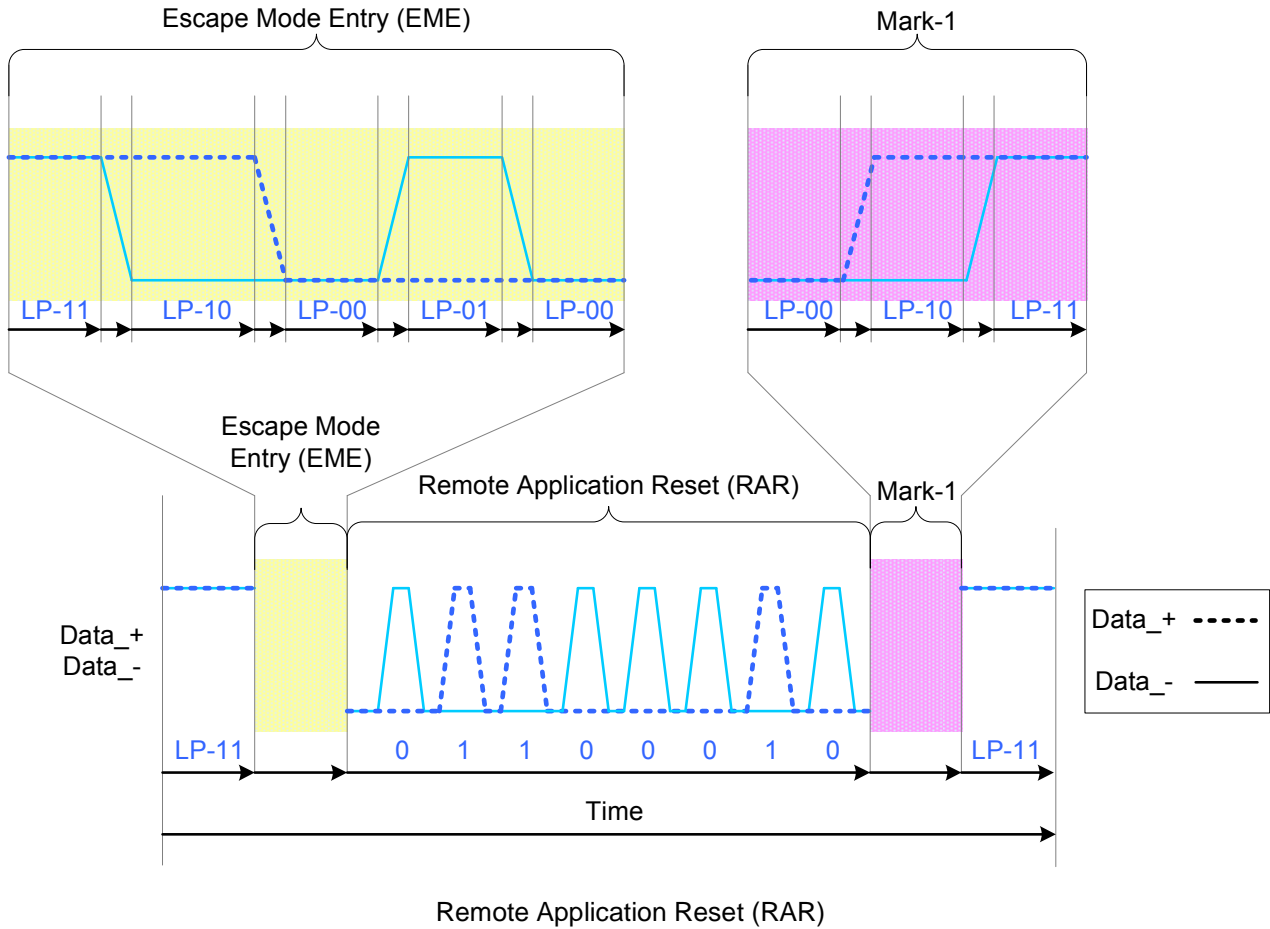 Escape Mode Entry (EME)
Mark-1
LP-11 LP-10 LP-00 LP-01 LP-00
LP-00 LP-10 LP-11
Escape Mode
Entry (EME)
Remote Application Reset (RAR)
Mark-1
Data_+
Data_-
LP-11 0 1 1 0 0 0 1 0 LP-11
Time
Data_+
Data_-
Remote Application Reset (RAR)